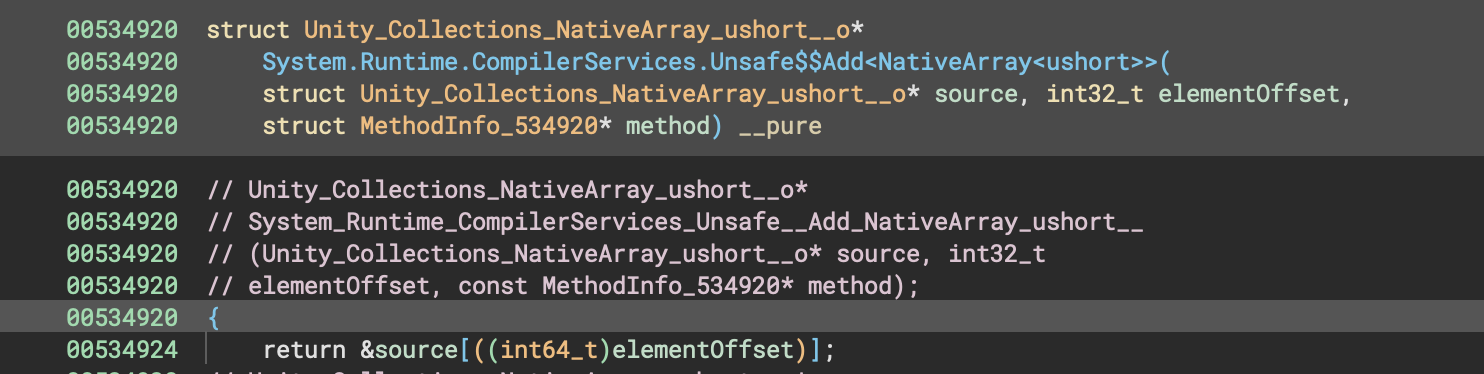 00534920 struct Unity_Collections_NativeArray_ushort__o*
00534920 System.Runtime.CompilerServices.Unsafe$$Add<NativeArray<ushort>>(
00534920 struct Unity_Collections_NativeArray_ushort__o* source, int32_t elementOffset,
00534920 struct MethodInfo_534920* method) __pure
00534920 // Unity_Collections_NativeArray_ushort__o*
00534920 // System_Runtime_CompilerServices_Unsafe__Add_NativeArray_ushort__
00534920 // (Unity_Collections_NativeArray_ushort__o* source, int32_t
00534920 // elementOffset, const MethodInfo_534920* method);
00534920 {
00534924 return &source[((int64_t)elementOffset)];